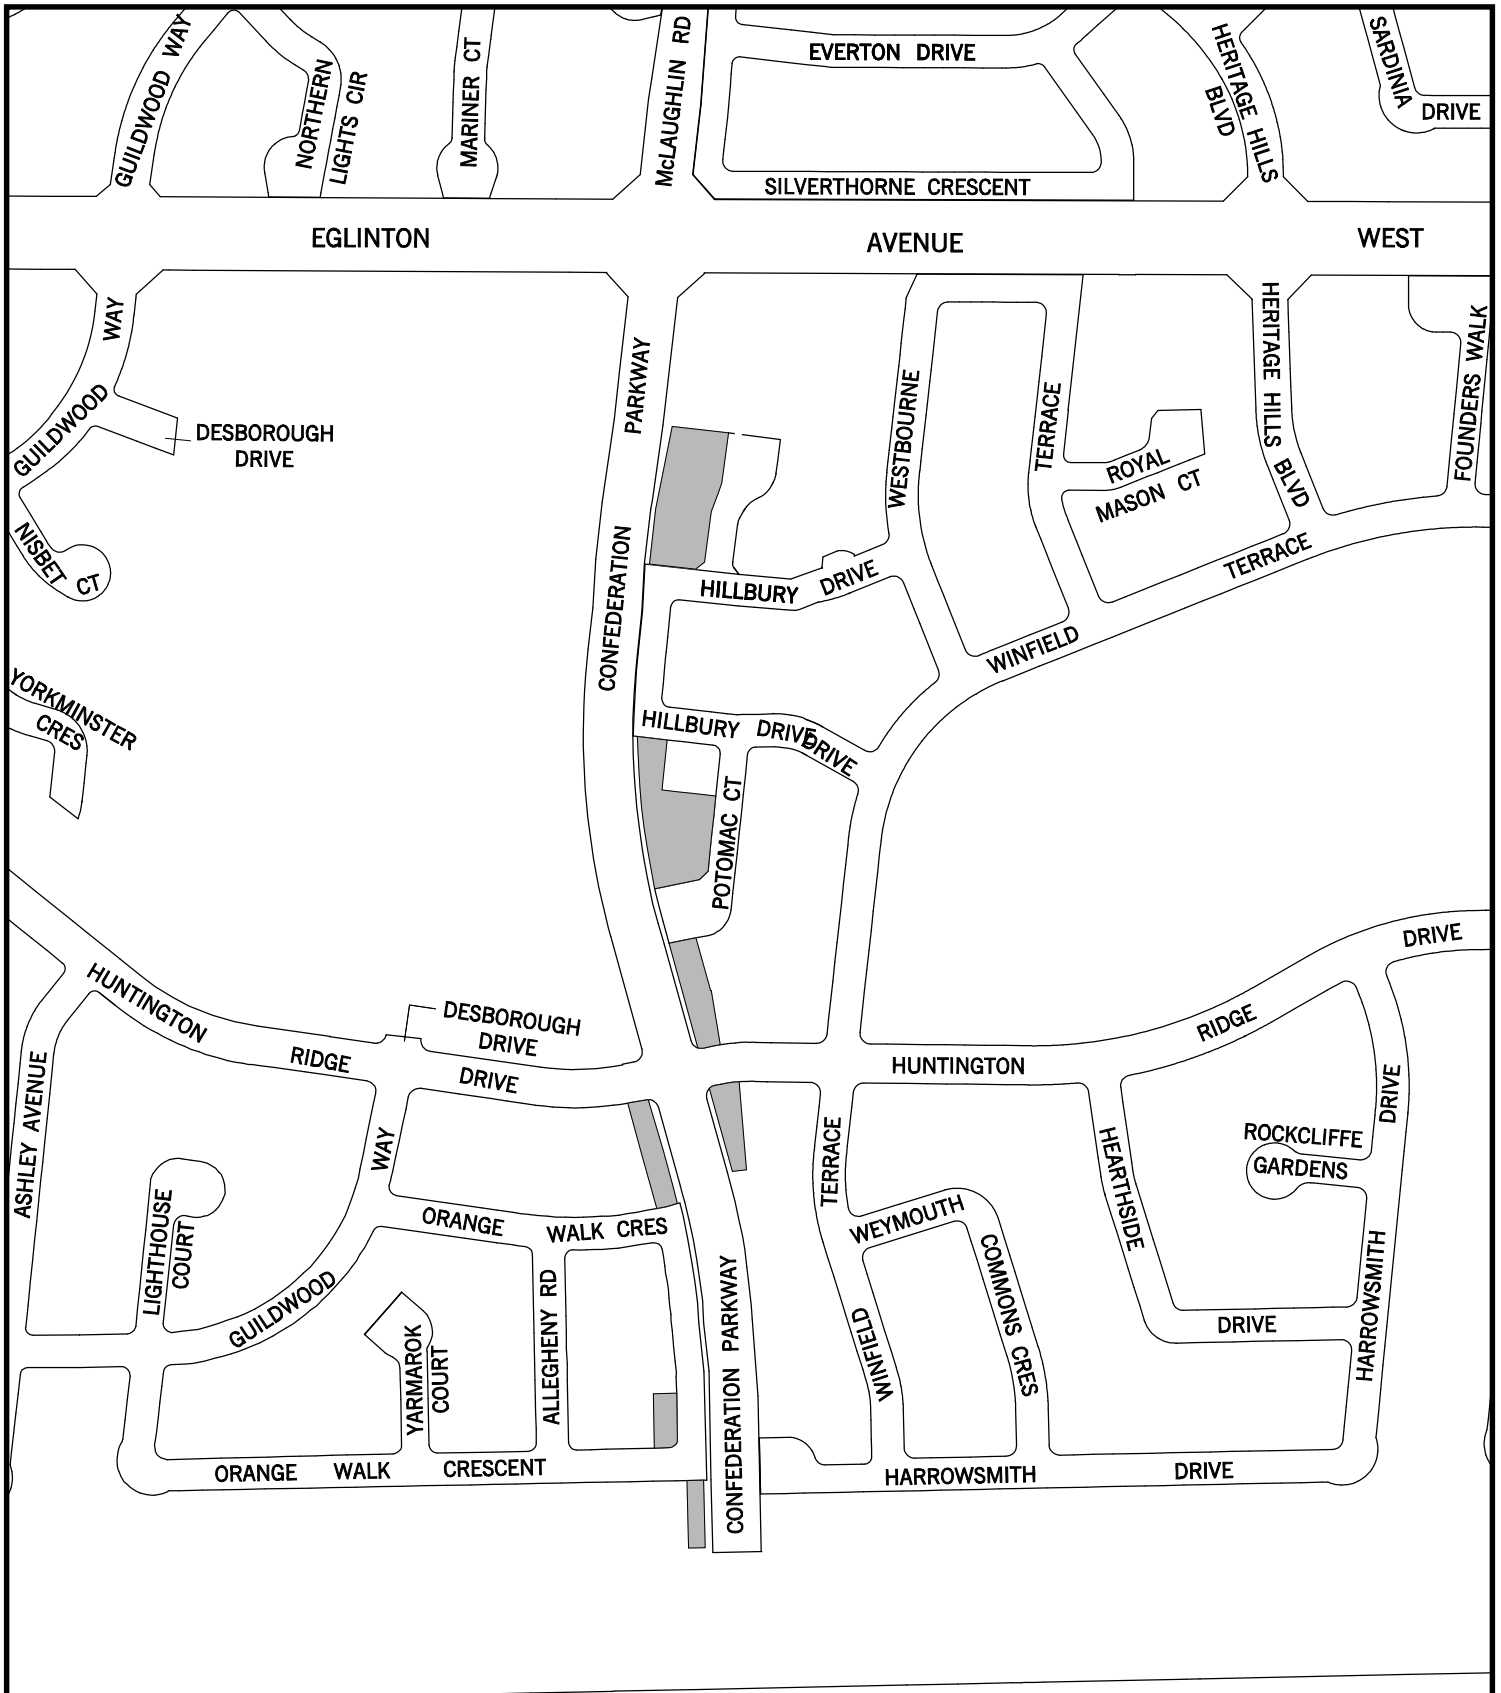 GUILDWOOD WAY
NORTHERN
LIGHTS CIR
MARINER CT
McLAUGHLIN RD
EVERTON DRIVE
SILVERTHORNE CRESCENT
HERITAGE HILLS
BLVD
SARDINIA
DRIVE
EGLINTON AVENUE WEST
GUILDWOOD WAY
DESBOROUGH
DRIVE
NISBET CT
YORKMINSTER
CRES
CONFEDERATION PARKWAY
WESTBOURNE
TERRACE
ROYAL
MASON CT
HERITAGE HILLS BLVD
FOUNDERS WALK
HILLBURY DRIVE
WINFIELD TERRACE
HILLBURY DRIVE
DRIVE
POTOMAC CT
HUNTINGTON RIDGE DRIVE
DESBOROUGH
DRIVE
HUNTINGTON RIDGE DRIVE
ASHLEY AVENUE
LIGHTHOUSE
COURT
GUILDWOOD WAY
ORANGE WALK CRES
YARMAROK
COURT
ALLEGHENY RD
ORANGE WALK CRESCENT
CONFEDERATION PARKWAY
WINFIELD TERRACE
WEYMOUTH
COMMONS CRES
HEARTHSIDE
DRIVE
ROCKCLIFFE
GARDENS
HARROWSMITH DRIVE
HARROWSMITH DRIVE